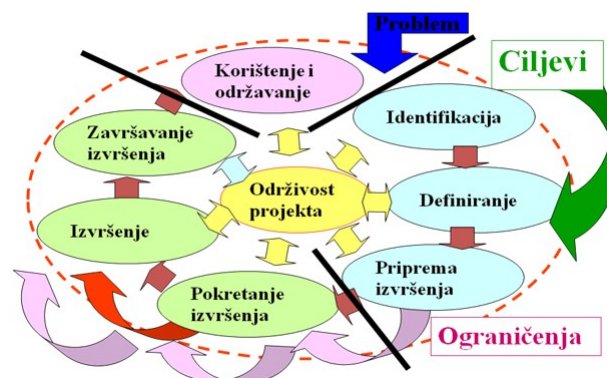 Problem
Ciljevi
Korištenje i
održavanje
Identifikacija
Završavanje
izvršenja
Održivost
projekta
Definiranje
Izvršenje
Priprema
izvršenja
Pokretanje
izvršenja
Ograničenja